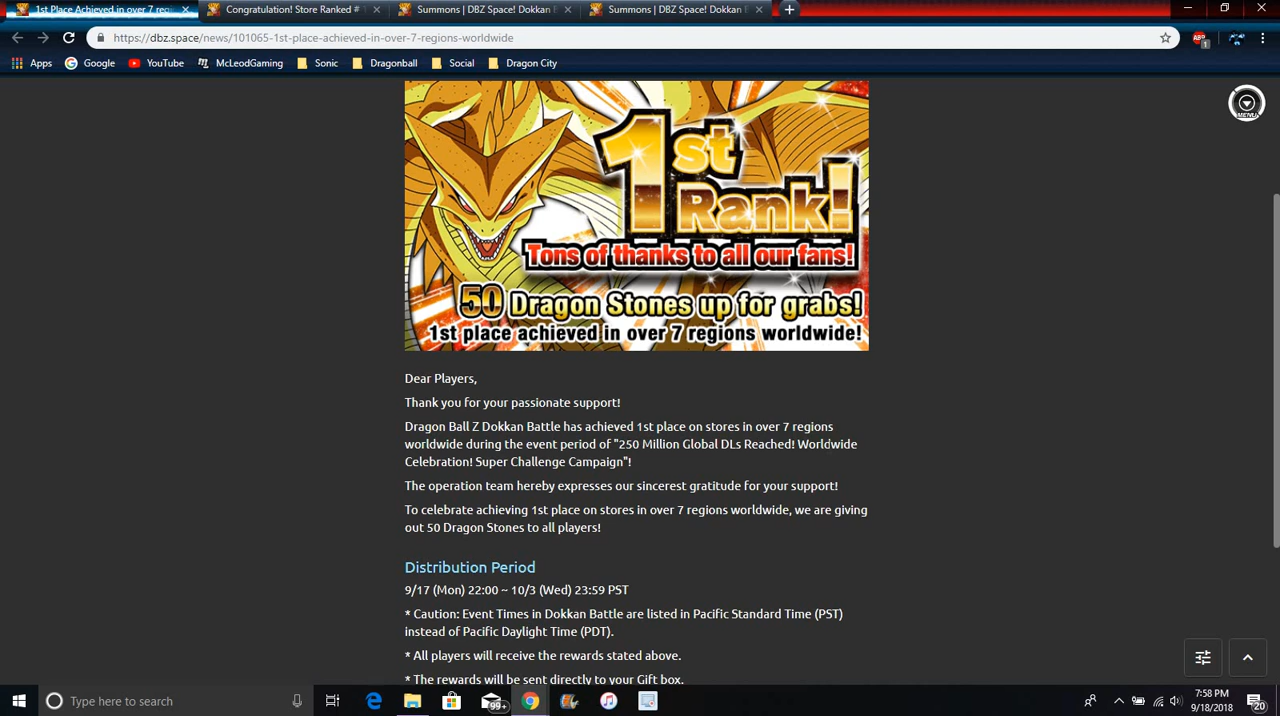 1st Place Achieved in over 7 reg
Congratulation! Store Ranked #
Summons | DBZ Space! Dokkan
Summons | DBZ Space! Dokkan
https://dbz.space/news/101065-1st-place-achieved-in-over-7-regions-worldwide
ABP
1
Apps
Google
YouTube
McLeodGaming
Sonic
Dragonball
Social
Dragon City
MENU
1st
Rank!
Tons of thanks to all our fans!
50 Dragon Stones up for grabs!
1st place achieved in over 7 regions worldwide!
Dear Players,
Thank you for your passionate support!
Dragon Ball Z Dokkan Battle has achieved 1st place on stores in over 7 regions
worldwide during the event period of "250 Million Global DLs Reached! Worldwide
Celebration! Super Challenge Campaign"!
The operation team hereby expresses our sincerest gratitude for your support!
To celebrate achieving 1st place on stores in over 7 regions worldwide, we are giving
out 50 Dragon Stones to all players!
Distribution Period
9/17 (Mon) 22:00 ~ 10/3 (Wed) 23:59 PST
* Caution: Event Times in Dokkan Battle are listed in Pacific Standard Time (PST)
instead of Pacific Daylight Time (PDT).
* All players will receive the rewards stated above.
* The rewards will be sent directly to your Gift box.
Type here to search
99+
7:58 PM
9/18/2018
20